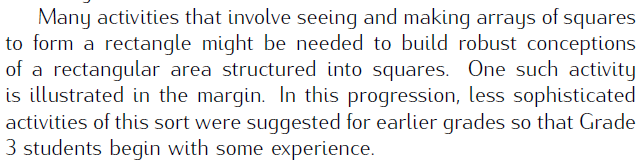 Many activities that involve seeing and making arrays of squares
to form a rectangle might be needed to build robust conceptions
of a rectangular area structured into squares. One such activity
is illustrated in the margin. In this progression, less sophisticated
activities of this sort were suggested for earlier grades so that Grade
3 students begin with some experience.